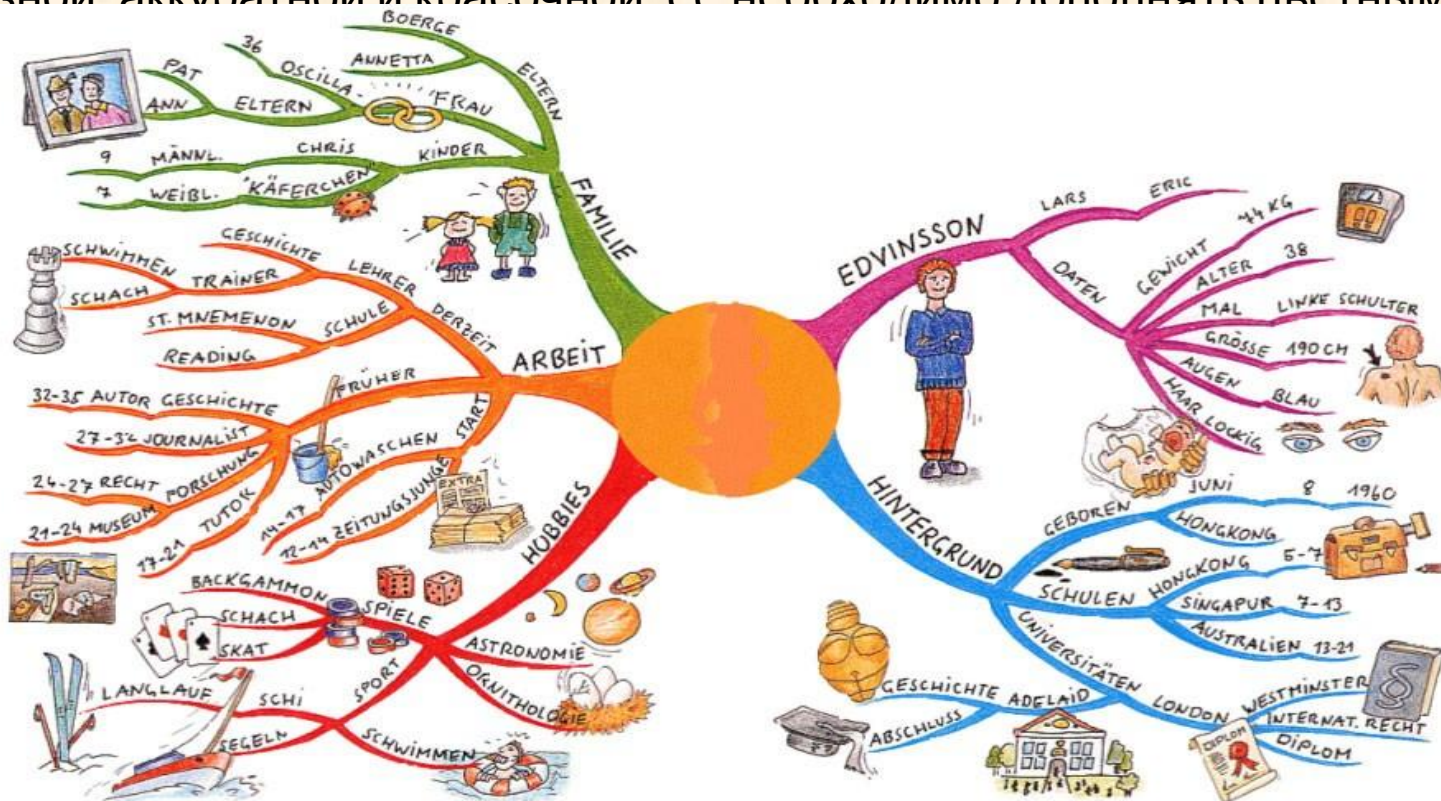 BOERGE
ANNETTA
ELTERN
36
OSCILLA
FRAU
PAT
ANN
ELTERN
KINDER
CHRIS
MÄNNL.
9
"KÄFERCHEN"
WEIBL.
7
FAMILIE
GESCHICHTE
LEHRER
SCHWIMMEN
TRAINER
SCHACH
ST. MNEMENON
SCHULE
READING
DERZEIT
ARBEIT
FRÜHER
32-35 AUTOR GESCHICHTE
27-32 JOURNALIST
FORSCHUNG
24-27 RECHT
21-24 MUSEUM
17-21 TUTOR
START
14-17 AUTOWASCHEN
12-14 ZEITUNGSJUNGE
EXTRA
HOBBIES
BACKGAMMON
SPIELE
SCHACH
SKAT
ASTRONOMIE
ORNITHOLOGIE
SPORT
LANGLAUF
SCHI
SEGELN
SCHWIMMEN
EDVINSSON
LARS
ERIC
DATEN
GEWICHT
74 KG
ALTER
38
MAL
LINKE SCHULTER
GRÖSSE
190 CM
AUGEN
BLAU
HAAR LOCKIG
HINTERGRUND
GEBOREN
JUNI
8
1960
HONGKONG
SCHULEN
HONGKONG
5-7
SINGAPUR
7-13
AUSTRALIEN
13-21
UNIVERSITÄTEN
ADELAID
GESCHICHTE
ABSCHLUSS
LONDON
WESTMINSTER
INTERNAT. RECHT
DIPLOM
DIPLOM
§